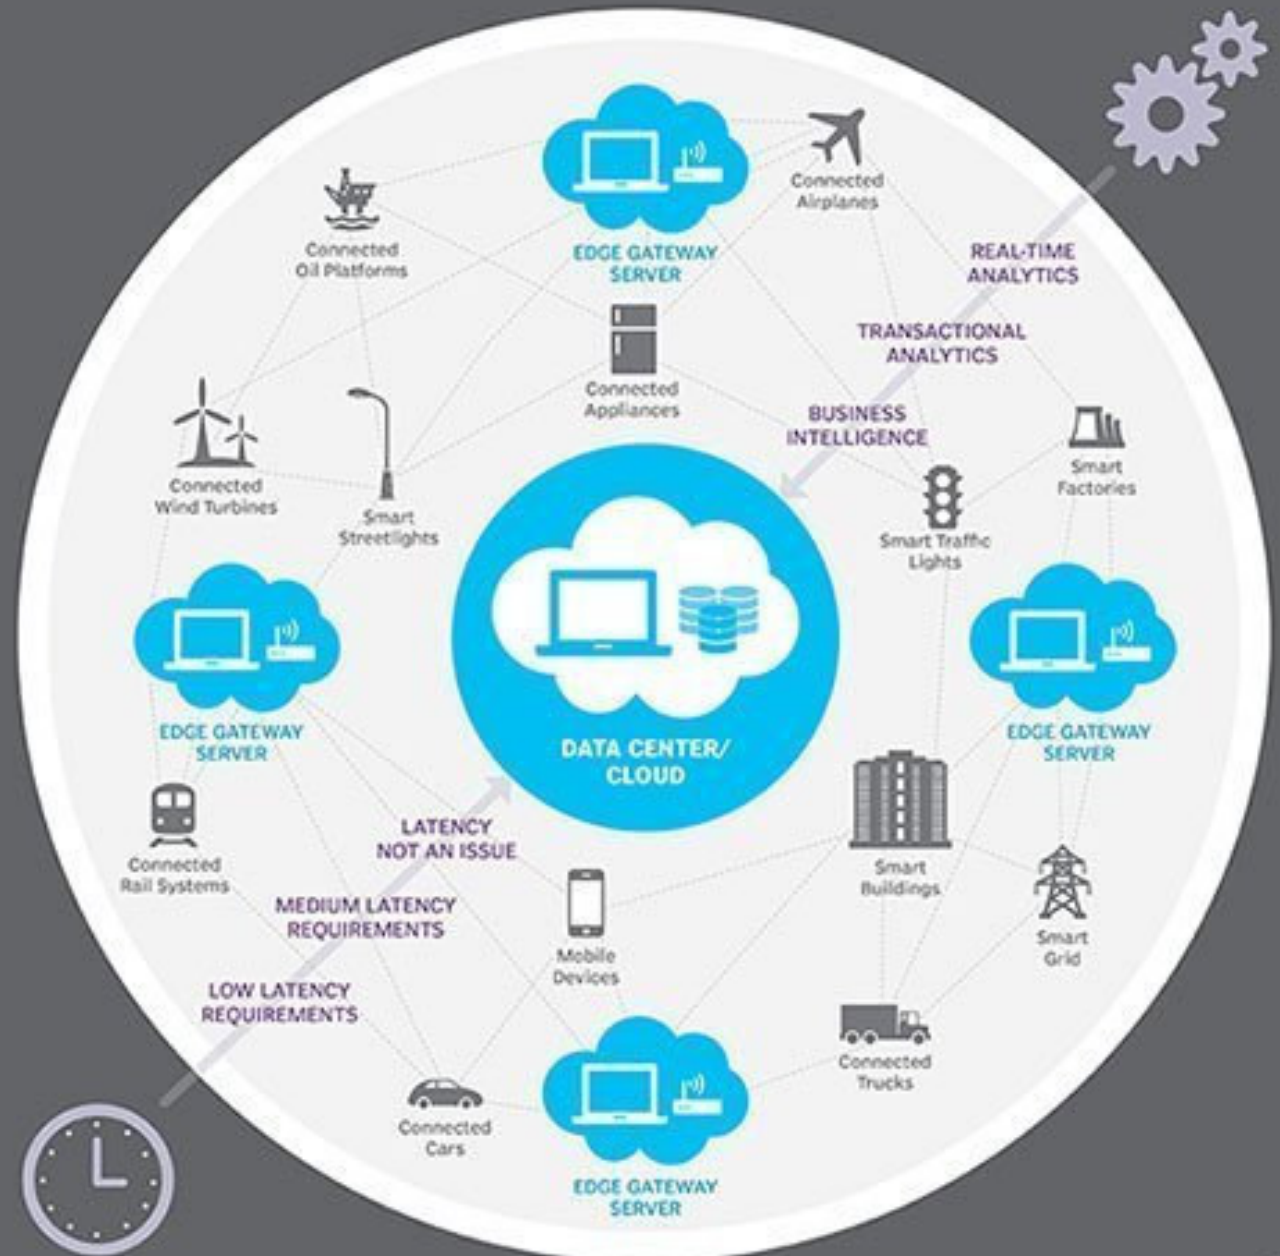 Connected
Airplanes
Connected
Oil Platforms
EDGE GATEWAY
SERVER
REAL-TIME
ANALYTICS
TRANSACTIONAL
ANALYTICS
Connected
Appliances
BUSINESS
INTELLIGENCE
Connected
Wind Turbines
Smart
Streetlights
Smart
Factories
Smart Traffic
Lights
EDGE GATEWAY
SERVER
DATA CENTER/
CLOUD
EDGE GATEWAY
SERVER
Connected
Rail Systems
LATENCY
NOT AN ISSUE
Smart
Buildings
MEDIUM LATENCY
REQUIREMENTS
Mobile
Devices
Smart
Grid
LOW LATENCY
REQUIREMENTS
Connected
Trucks
Connected
Cars
EDGE GATEWAY
SERVER